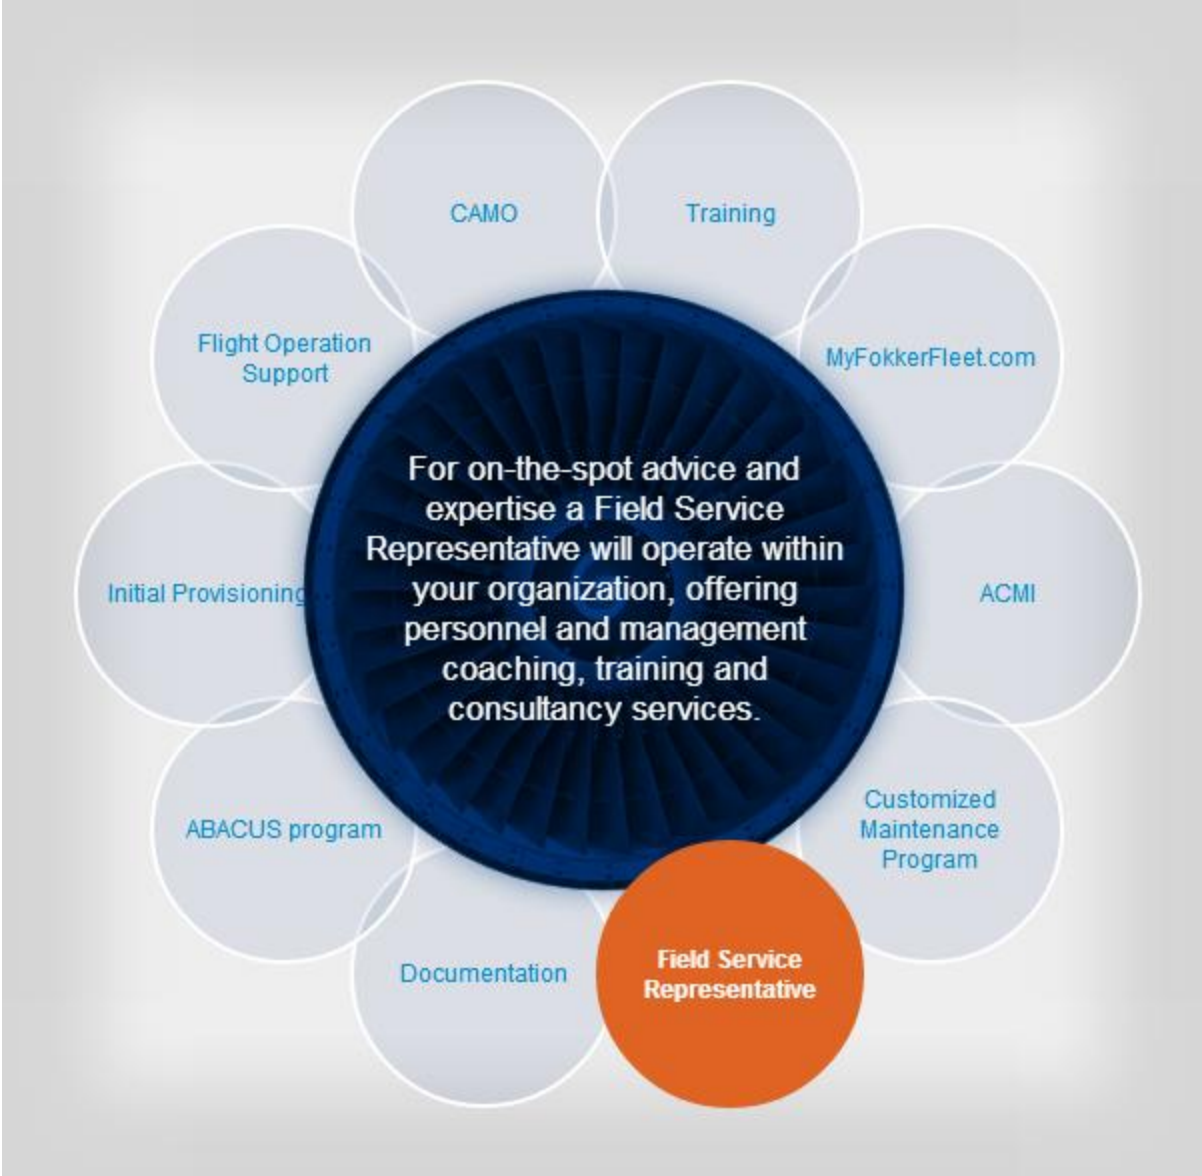 CAMO
Training
Flight Operation
Support
MyFokkerFleet.com
For on-the-spot advice and
expertise a Field Service
Representative will operate within
your organization, offering
personnel and management
coaching, training and
consultancy services.
Initial Provisioning
ACMI
ABACUS program
Customized
Maintenance
Program
Documentation
Field Service
Representative